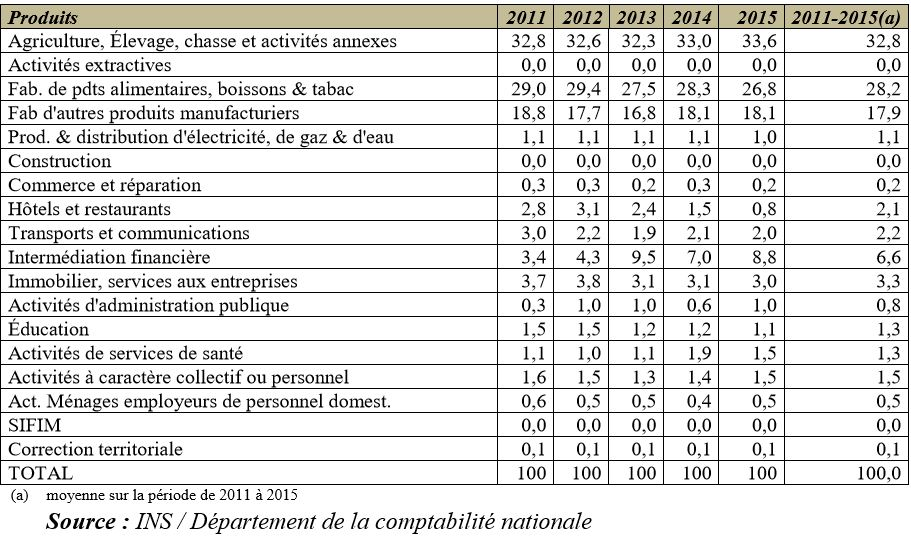 Produits 2011 2012 2013 2014 2015 2011-2015(a)
Agriculture, Élevage, chasse et activités annexes 32,8 32,6 32,3 33,0 33,6 32,8
Activités extractives 0,0 0,0 0,0 0,0 0,0 0,0
Fab. de pdts alimentaires, boissons & tabac 29,0 29,4 27,5 28,3 26,8 28,2
Fab d'autres produits manufacturiers 18,8 17,7 16,8 18,1 18,1 17,9
Prod. & distribution d'électricité, de gaz & d'eau 1,1 1,1 1,1 1,1 1,0 1,1
Construction 0,0 0,0 0,0 0,0 0,0 0,0
Commerce et réparation 0,3 0,3 0,2 0,3 0,2 0,2
Hôtels et restaurants 2,8 3,1 2,4 1,5 0,8 2,1
Transports et communications 3,0 2,2 1,9 2,1 2,0 2,2
Intermédiation financière 3,4 4,3 9,5 7,0 8,8 6,6
Immobilier, services aux entreprises 3,7 3,8 3,1 3,1 3,0 3,3
Activités d'administration publique 0,3 1,0 1,0 0,6 1,0 0,8
Éducation 1,5 1,5 1,2 1,2 1,1 1,3
Activités de services de santé 1,1 1,0 1,1 1,9 1,5 1,3
Activités à caractère collectif ou personnel 1,6 1,5 1,3 1,4 1,5 1,5
Act. Ménages employeurs de personnel domest. 0,6 0,5 0,5 0,4 0,5 0,5
SIFIM 0,0 0,0 0,0 0,0 0,0 0,0
Correction territoriale 0,1 0,1 0,1 0,1 0,1 0,1
TOTAL 100 100 100 100 100 100,0
(a) moyenne sur la période de 2011 à 2015
Source : INS / Département de la comptabilité nationale